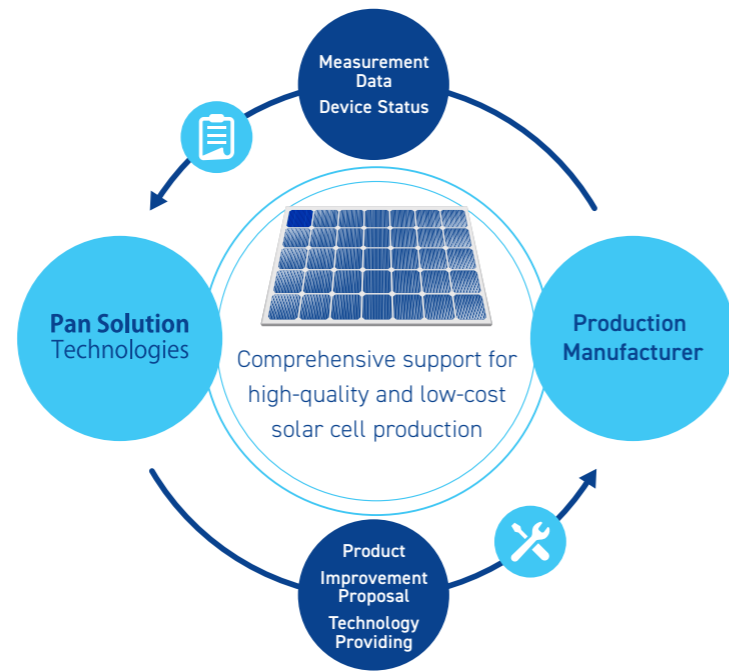 Measurement
Data
Device Status
Pan Solution
Technologies
Production
Manufacturer
Comprehensive support for
high-quality and low-cost
solar cell production
Product
Improvement
Proposal
Technology
Providing